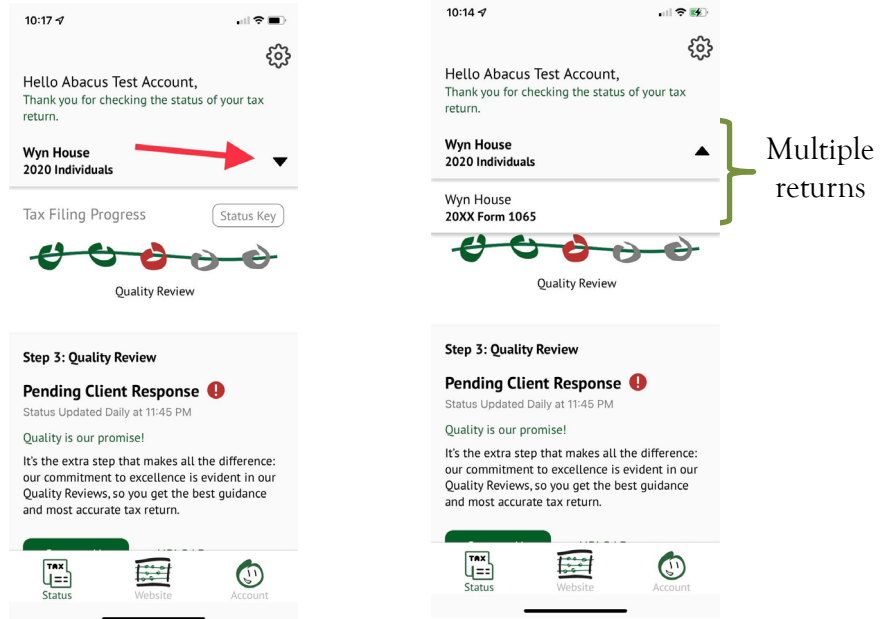 10:17
Hello Abacus Test Account,
Thank you for checking the status of your tax
return.
Wyn House
2020 Individuals
Tax Filing Progress
Status Key
Quality Review
Step 3: Quality Review
Pending Client Response
Status Updated Daily at 11:45 PM
Quality is our promise!
It's the extra step that makes all the difference:
our commitment to excellence is evident in our
Quality Reviews, so you get the best guidance
and most accurate tax return.
TAX
Status
Website
Account
10:14
Hello Abacus Test Account,
Thank you for checking the status of your tax
return.
Wyn House
2020 Individuals
Wyn House
20XX Form 1065
Quality Review
Step 3: Quality Review
Pending Client Response
Status Updated Daily at 11:45 PM
Quality is our promise!
It's the extra step that makes all the difference:
our commitment to excellence is evident in our
Quality Reviews, so you get the best guidance
and most accurate tax return.
TAX
Status
Website
Account
Multiple
returns